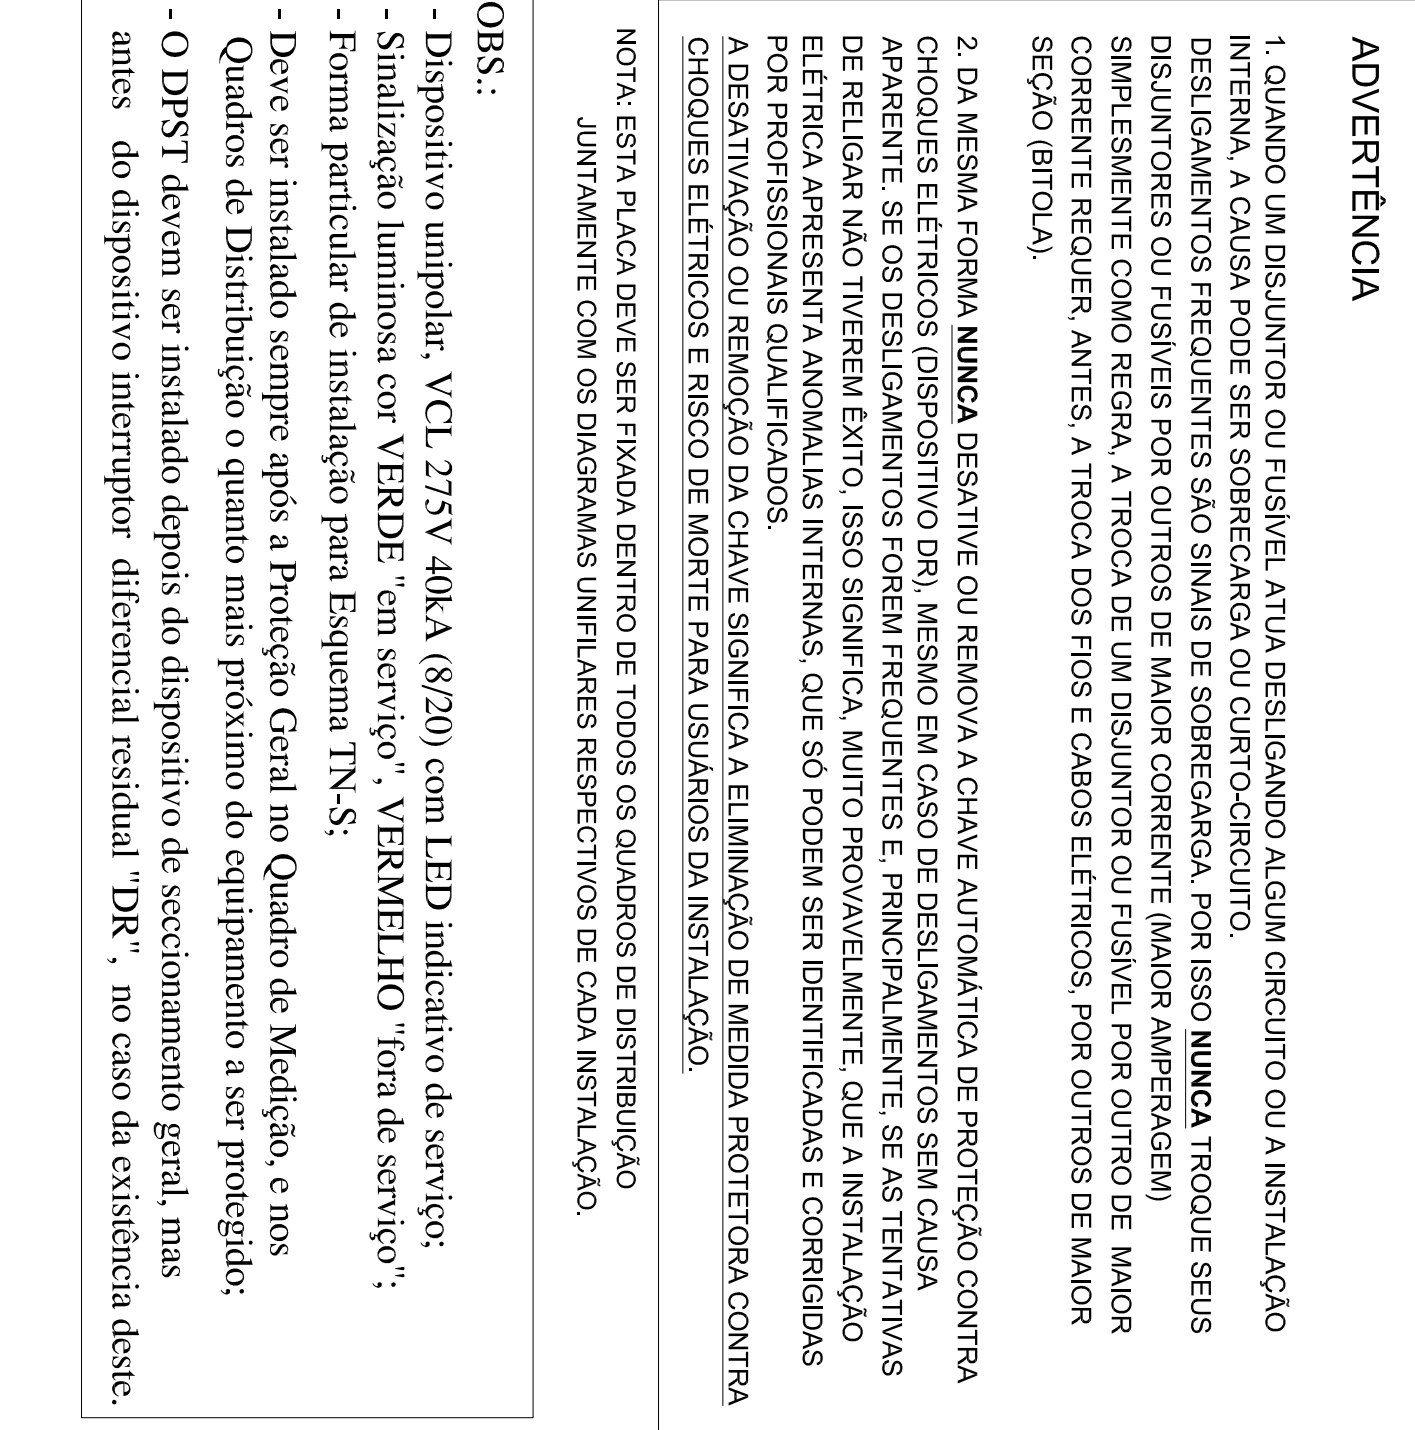 ADVERTÊNCIA
1. QUANDO UM DISJUNTOR OU FUSÍVEL ATUA DESLIGANDO ALGUM CIRCUITO OU A INSTALAÇÃO
INTERNA, A CAUSA PODE SER SOBRECARGA OU CURTO-CIRCUITO.
DESLIGAMENTOS FREQUENTES SÃO SINAIS DE SOBREGARGA. POR ISSO NUNCA TROQUE SEUS
DISJUNTORES OU FUSÍVEIS POR OUTROS DE MAIOR CORRENTE (MAIOR AMPERAGEM)
SIMPLESMENTE COMO REGRA, A TROCA DE UM DISJUNTOR OU FUSÍVEL POR OUTRO DE MAIOR
CORRENTE REQUER, ANTES, A TROCA DOS FIOS E CABOS ELÉTRICOS, POR OUTROS DE MAIOR
SEÇÃO (BITOLA).
2. DA MESMA FORMA NUNCA DESATIVE OU REMOVA A CHAVE AUTOMÁTICA DE PROTEÇÃO CONTRA
CHOQUES ELÉTRICOS (DISPOSITIVO DR), MESMO EM CASO DE DESLIGAMENTOS SEM CAUSA
APARENTE. SE OS DESLIGAMENTOS FOREM FREQUENTES E, PRINCIPALMENTE, SE AS TENTATIVAS
DE RELIGAR NÃO TIVEREM ÊXITO, ISSO SIGNIFICA, MUITO PROVAVELMENTE, QUE A INSTALAÇÃO
ELÉTRICA APRESENTA ANOMALIAS INTERNAS, QUE SÓ PODEM SER IDENTIFICADAS E CORRIGIDAS
POR PROFISSIONAIS QUALIFICADOS.
A DESATIVAÇÃO OU REMOÇÃO DA CHAVE SIGNIFICA A ELIMINAÇÃO DE MEDIDA PROTETORA CONTRA
CHOQUES ELÉTRICOS E RISCO DE MORTE PARA USUÁRIOS DA INSTALAÇÃO.
NOTA: ESTA PLACA DEVE SER FIXADA DENTRO DE TODOS OS QUADROS DE DISTRIBUIÇÃO
JUNTAMENTE COM OS DIAGRAMAS UNIFILARES RESPECTIVOS DE CADA INSTALAÇÃO.
OBS.:
- Dispositivo unipolar, VCL 275V 40kA (8/20) com LED indicativo de serviço;
- Sinalização luminosa cor VERDE "em serviço", VERMELHO "fora de serviço";
- Forma particular de instalação para Esquema TN-S;
- Deve ser instalado sempre após a Proteção Geral no Quadro de Medição, e nos
Quadros de Distribuição o quanto mais próximo do equipamento a ser protegido;
- O DPST devem ser instalado depois do dispositivo de seccionamento geral, mas
antes do dispositivo interruptor diferencial residual "DR", no caso da existência deste.